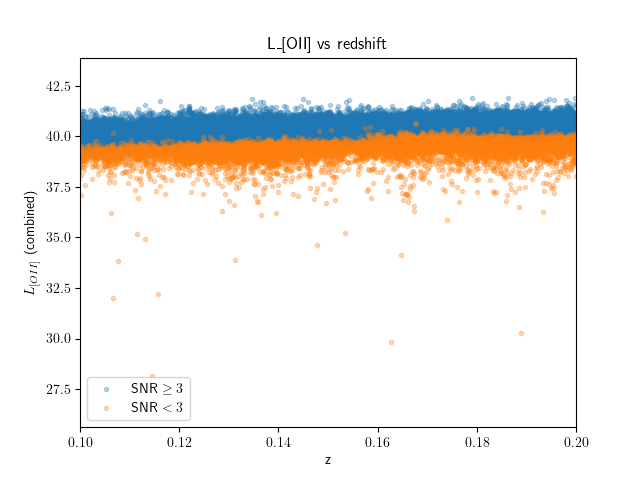 L_[OII] vs redshift
42.5
40.0
37.5
35.0
32.5
30.0
27.5
L[OII] (combined)
SNR ≥ 3
SNR < 3
0.10 0.12 0.14 0.16 0.18 0.20
z